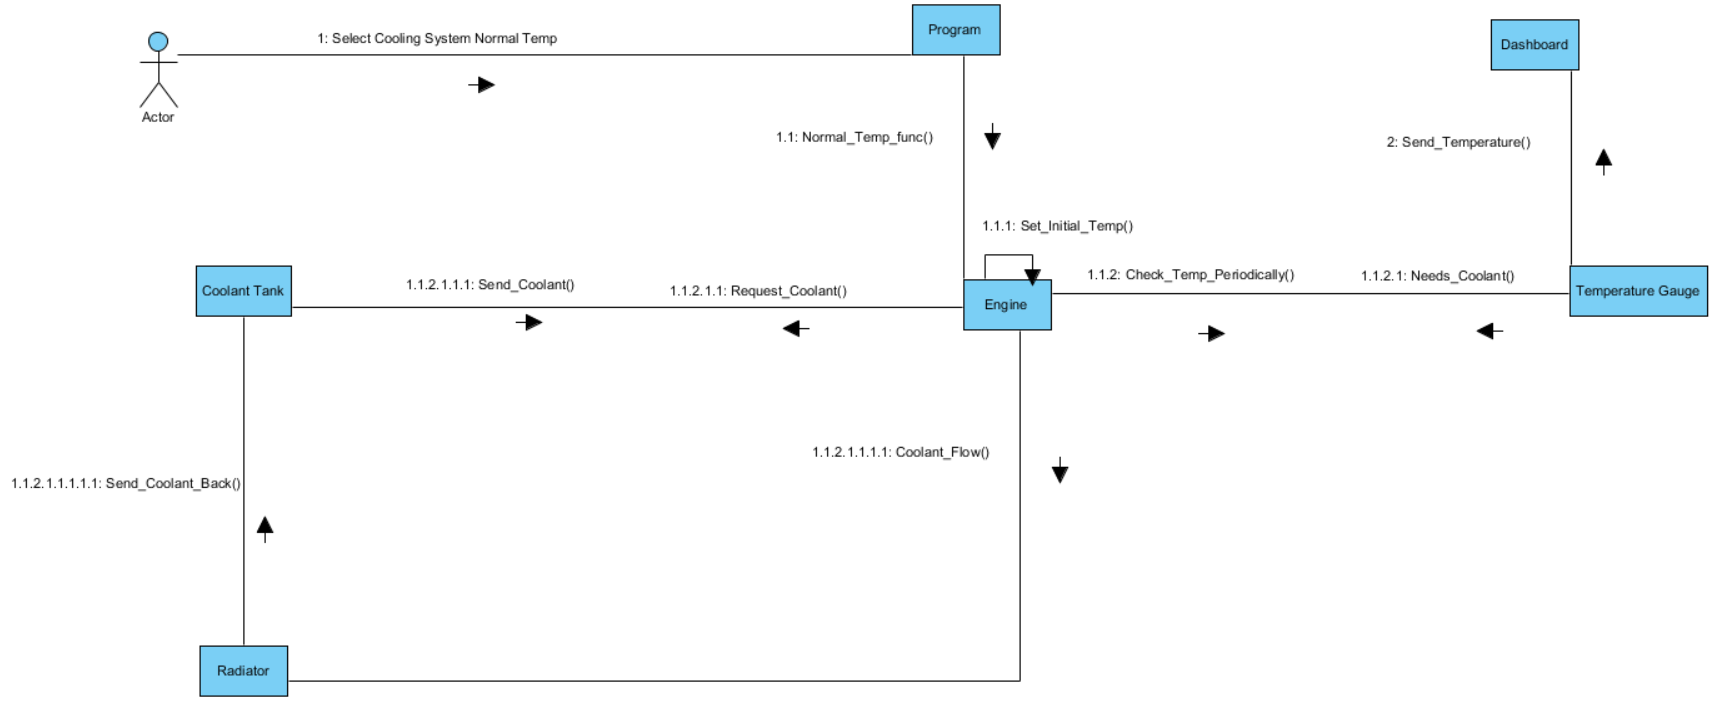 Program
1: Select Cooling System Normal Temp
Dashboard
Actor
1.1: Normal_Temp_func()
2: Send_Temperature()
1.1.1: Set_Initial_Temp()
1.1.2: Check_Temp_Periodically()
1.1.2.1: Needs_Coolant()
Coolant Tank
1.1.2.1.1.1: Send_Coolant()
1.1.2.1.1: Request_Coolant()
Engine
Temperature Gauge
1.1.2.1.1.1.1: Coolant_Flow()
1.1.2.1.1.1.1.1: Send_Coolant_Back()
Radiator